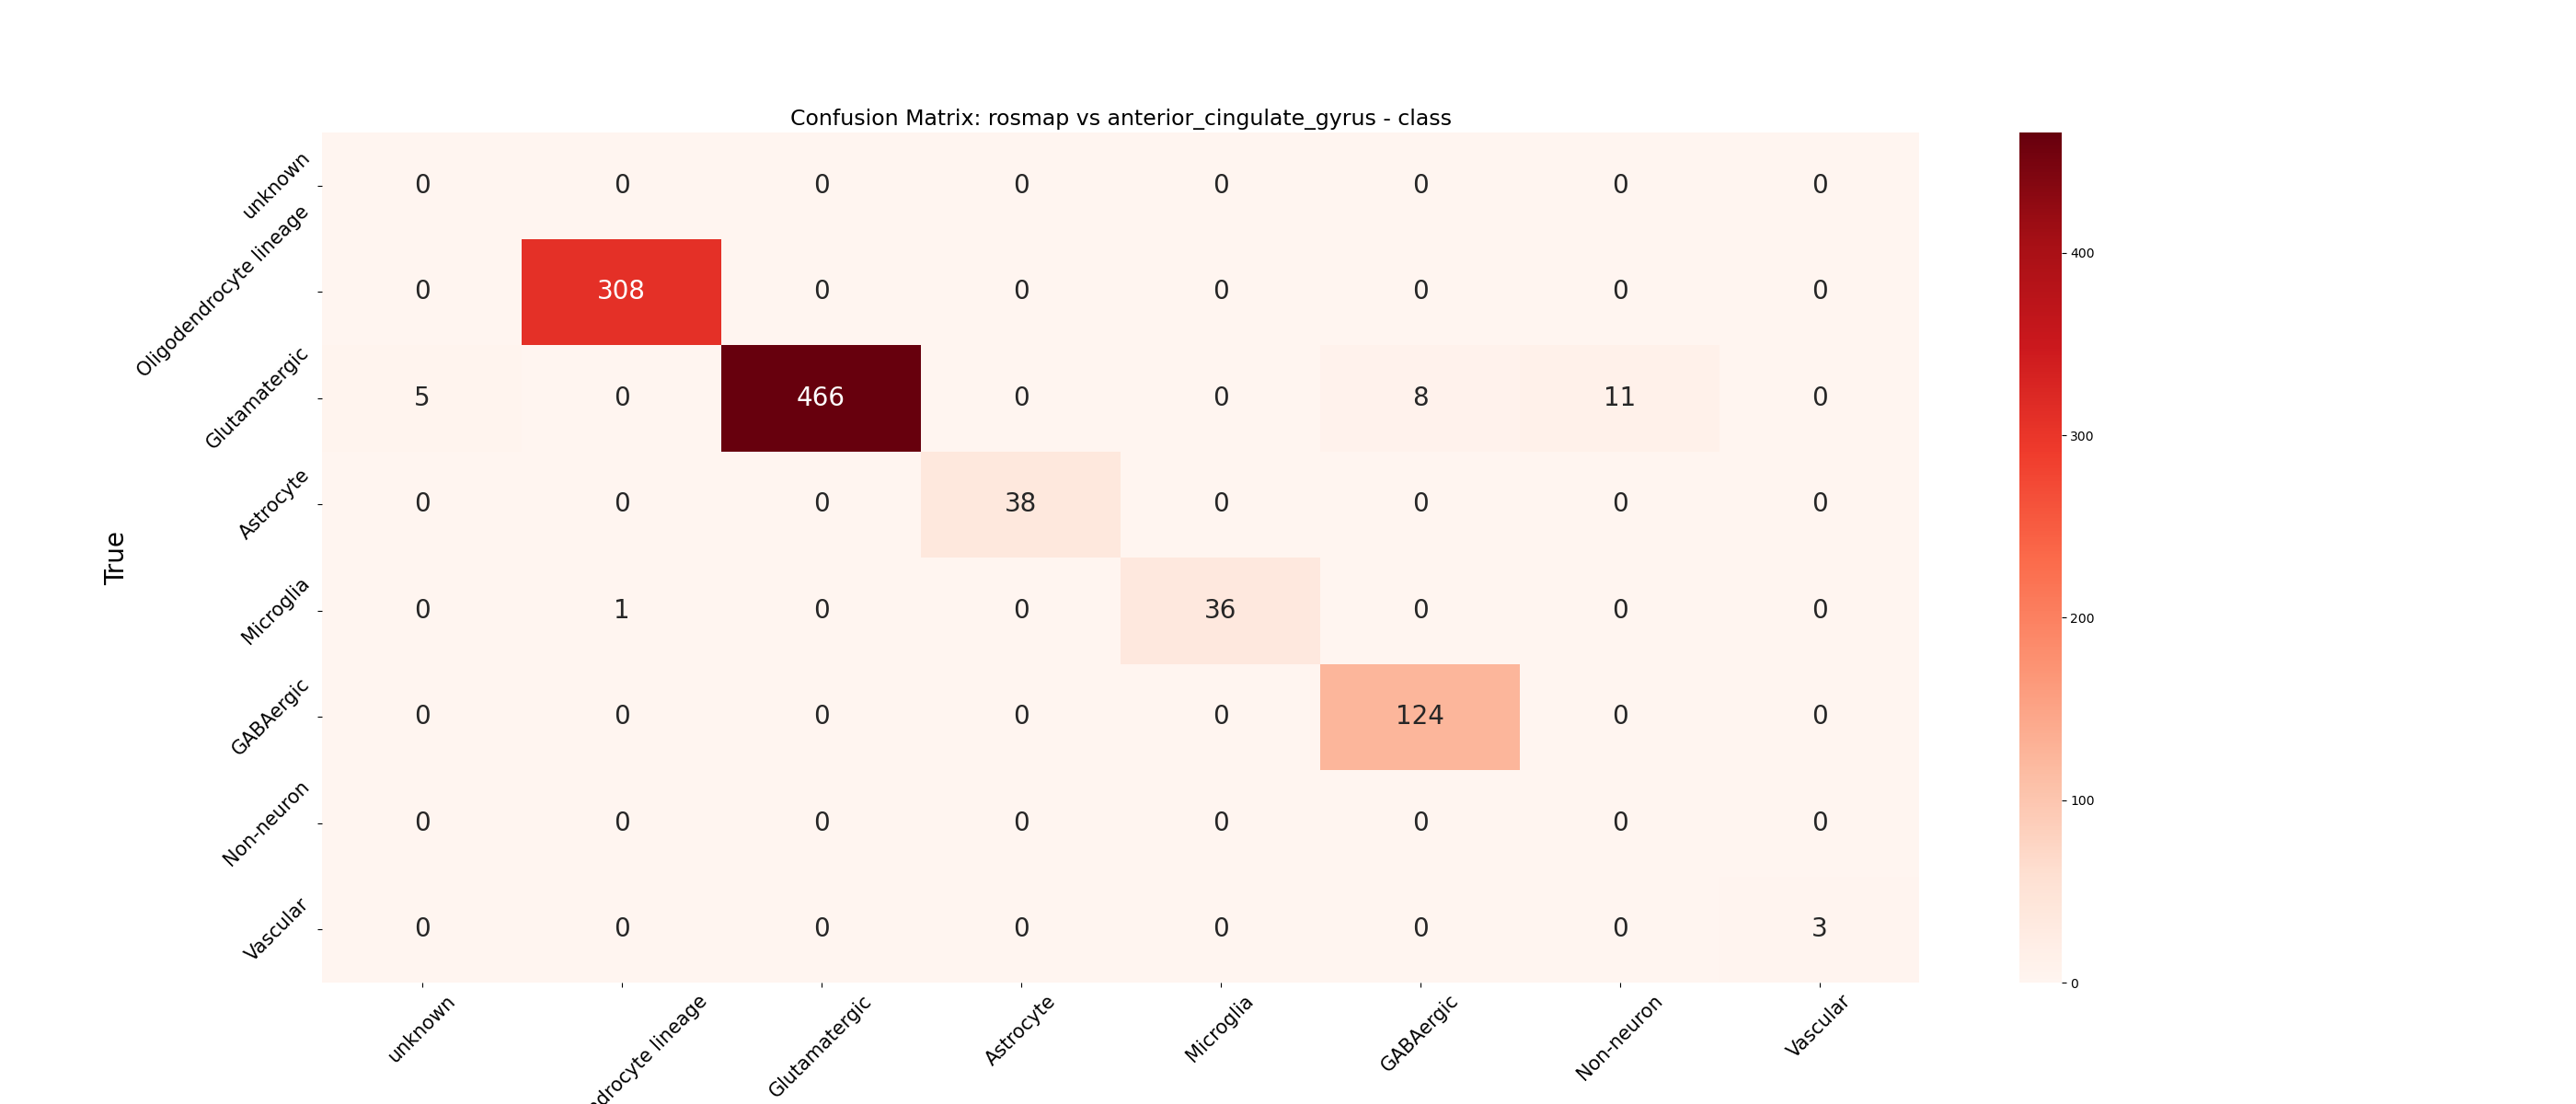 Confusion Matrix: rosmap vs anterior_cingulate_gyrus - class
True
unknown 0 0 0 0 0 0 0 0
Oligodendrocyte lineage 0 308 0 0 0 0 0 0
Glutamatergic 5 0 466 0 0 8 11 0
Astrocyte 0 0 0 38 0 0 0 0
Microglia 0 1 0 0 36 0 0 0
GABAergic 0 0 0 0 0 124 0 0
Non-neuron 0 0 0 0 0 0 0 0
Vascular 0 0 0 0 0 0 0 3
unknown
lineage
Glutamatergic
Astrocyte
Microglia
GABAergic
Non-neuron
Vascular
400
300
200
100
0